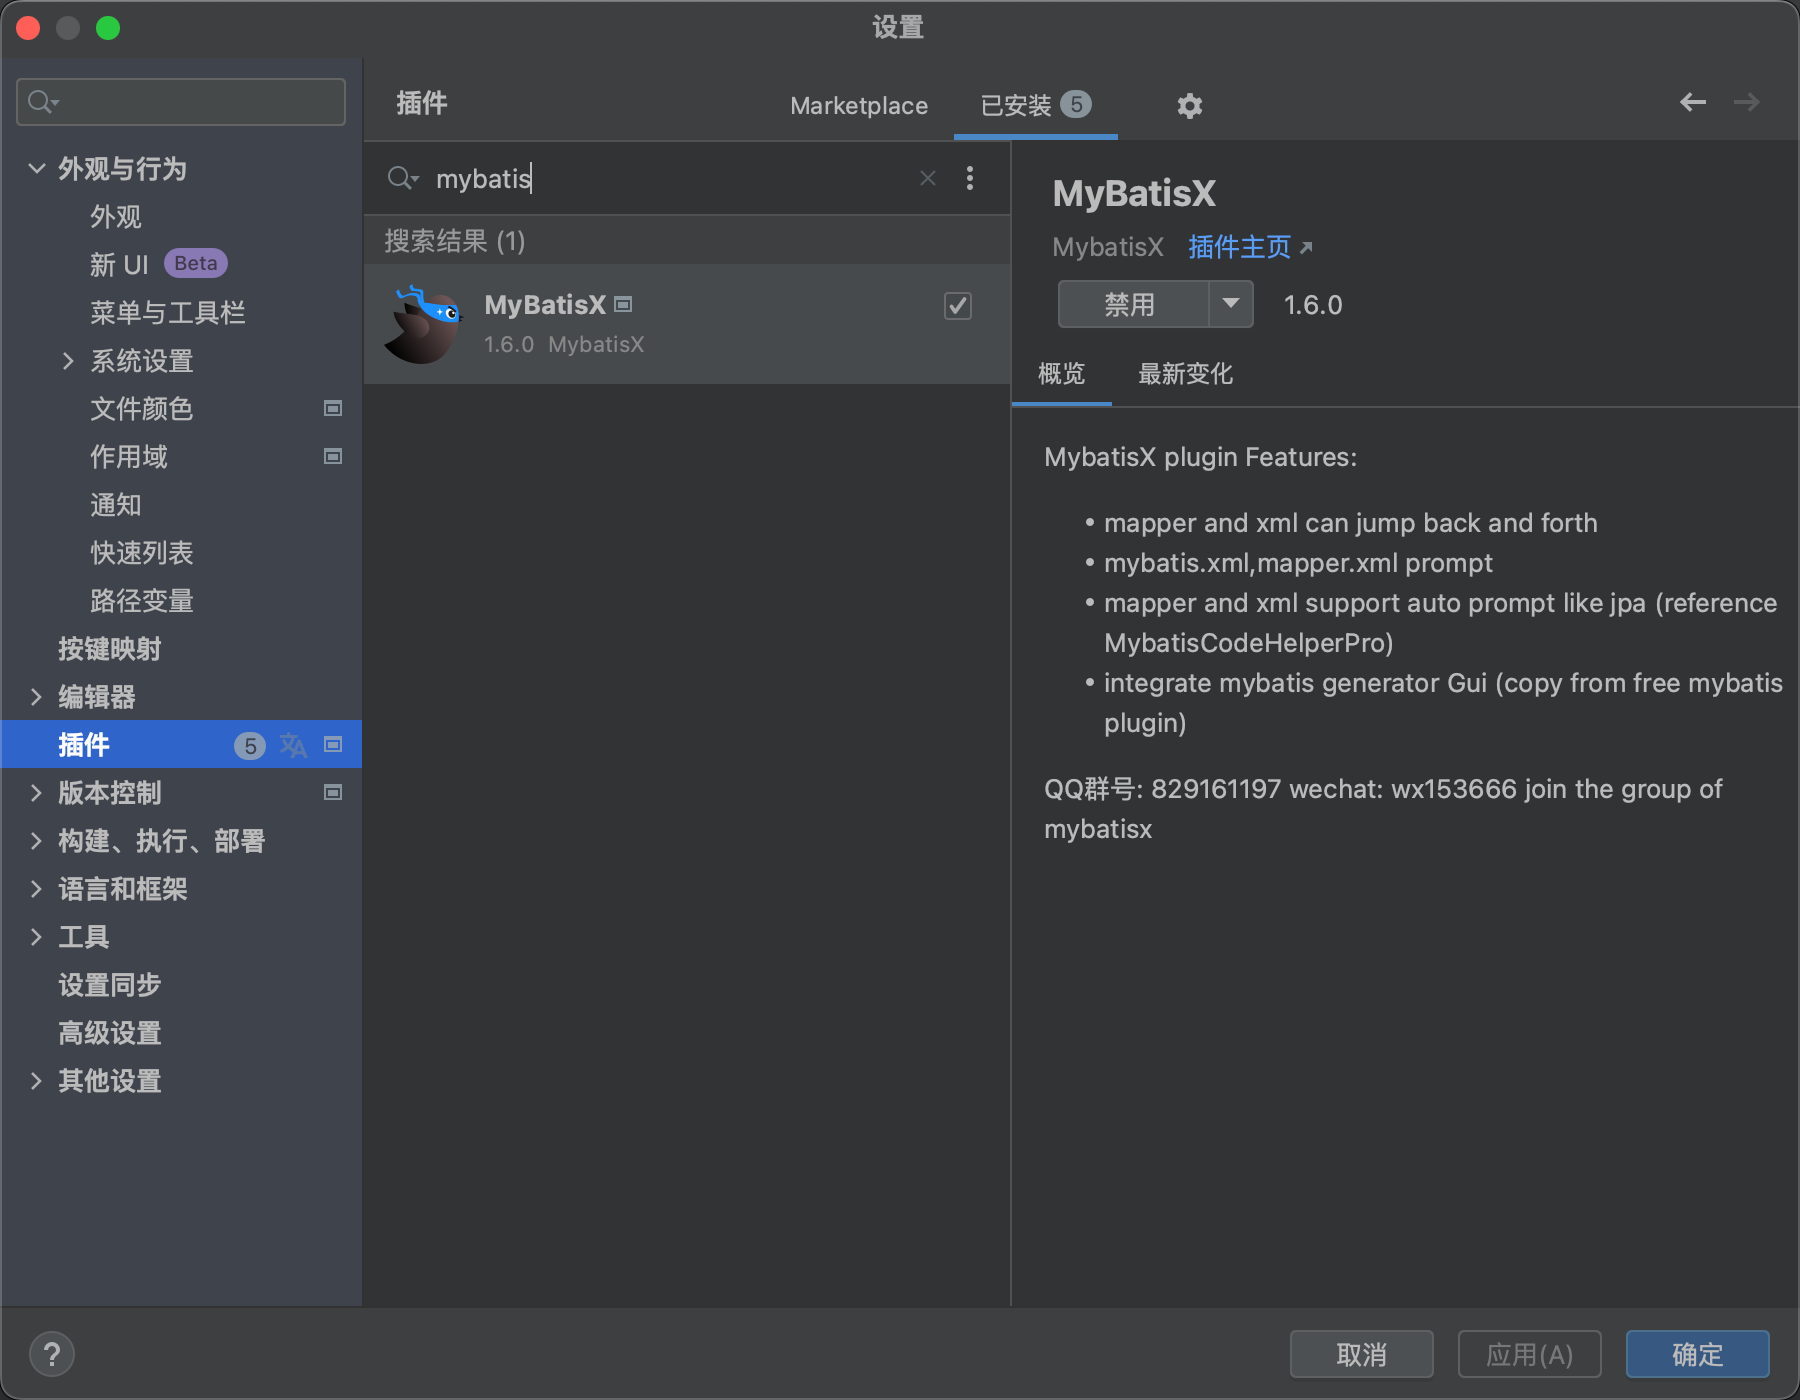 设置
插件
Marketplace
已安装 5
外观与行为
外观
新 UI Beta
菜单与工具栏
系统设置
文件颜色
作用域
通知
快速列表
路径变量
按键映射
编辑器
插件 5
版本控制
构建、执行、部署
语言和框架
工具
设置同步
高级设置
其他设置
mybatis
搜索结果 (1)
MyBatisX
1.6.0 MybatisX
MyBatisX
MybatisX 插件主页
禁用 1.6.0
概览 最新变化
MybatisX plugin Features:
• mapper and xml can jump back and forth
• mybatis.xml,mapper.xml prompt
• mapper and xml support auto prompt like jpa (reference
MybatisCodeHelperPro)
• integrate mybatis generator Gui (copy from free mybatis
plugin)
QQ群号: 829161197 wechat: wx153666 join the group of
mybatisx
?
取消
应用(A)
确定